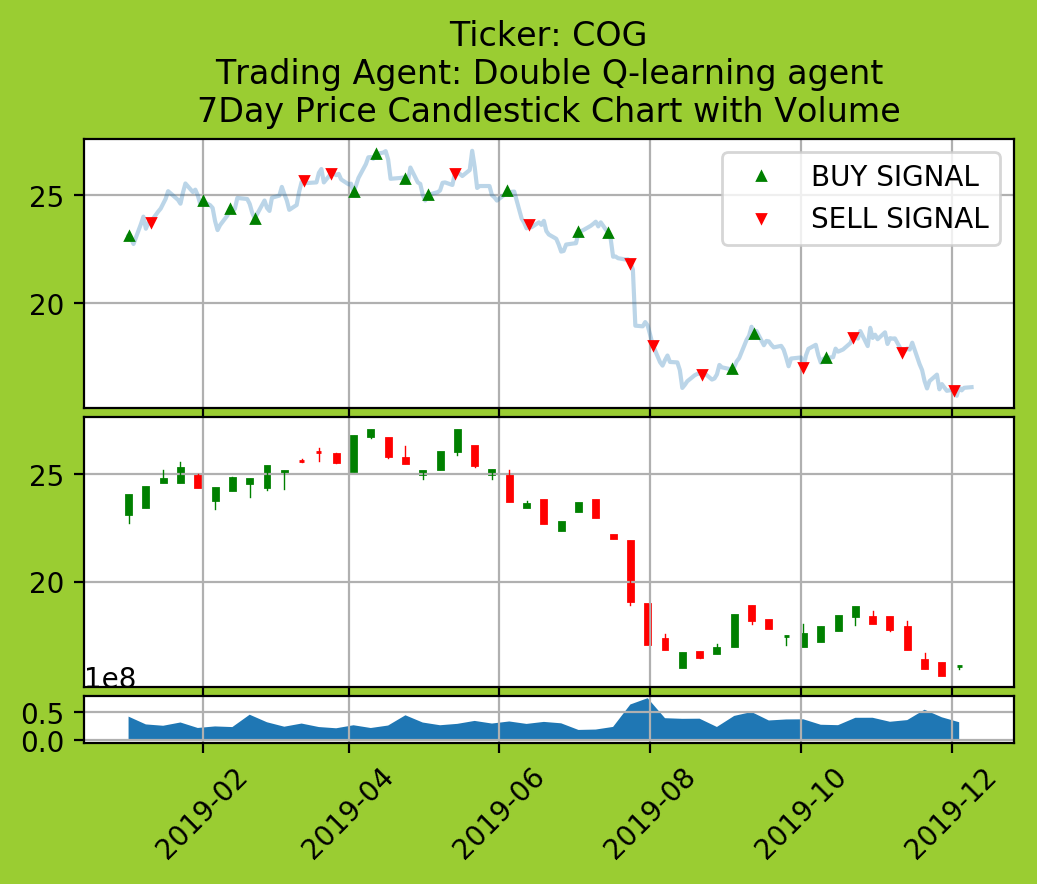 Ticker: COG
Trading Agent: Double Q-learning agent
7Day Price Candlestick Chart with Volume
BUY SIGNAL
SELL SIGNAL
25
20
25
20
1e8
0.5
0.0
2019-02
2019-04
2019-06
2019-08
2019-10
2019-12